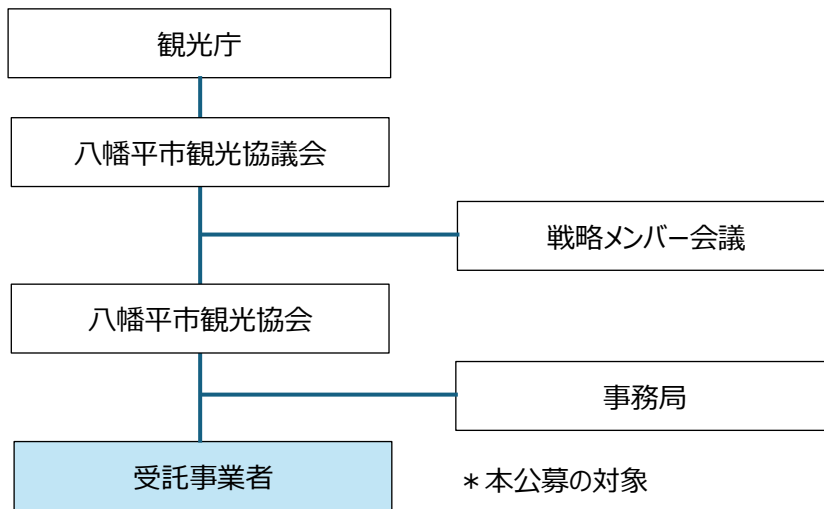 観光庁
八幡平市観光協議会
戦略メンバー会議
八幡平市観光協会
事務局
受託事業者
＊本公募の対象